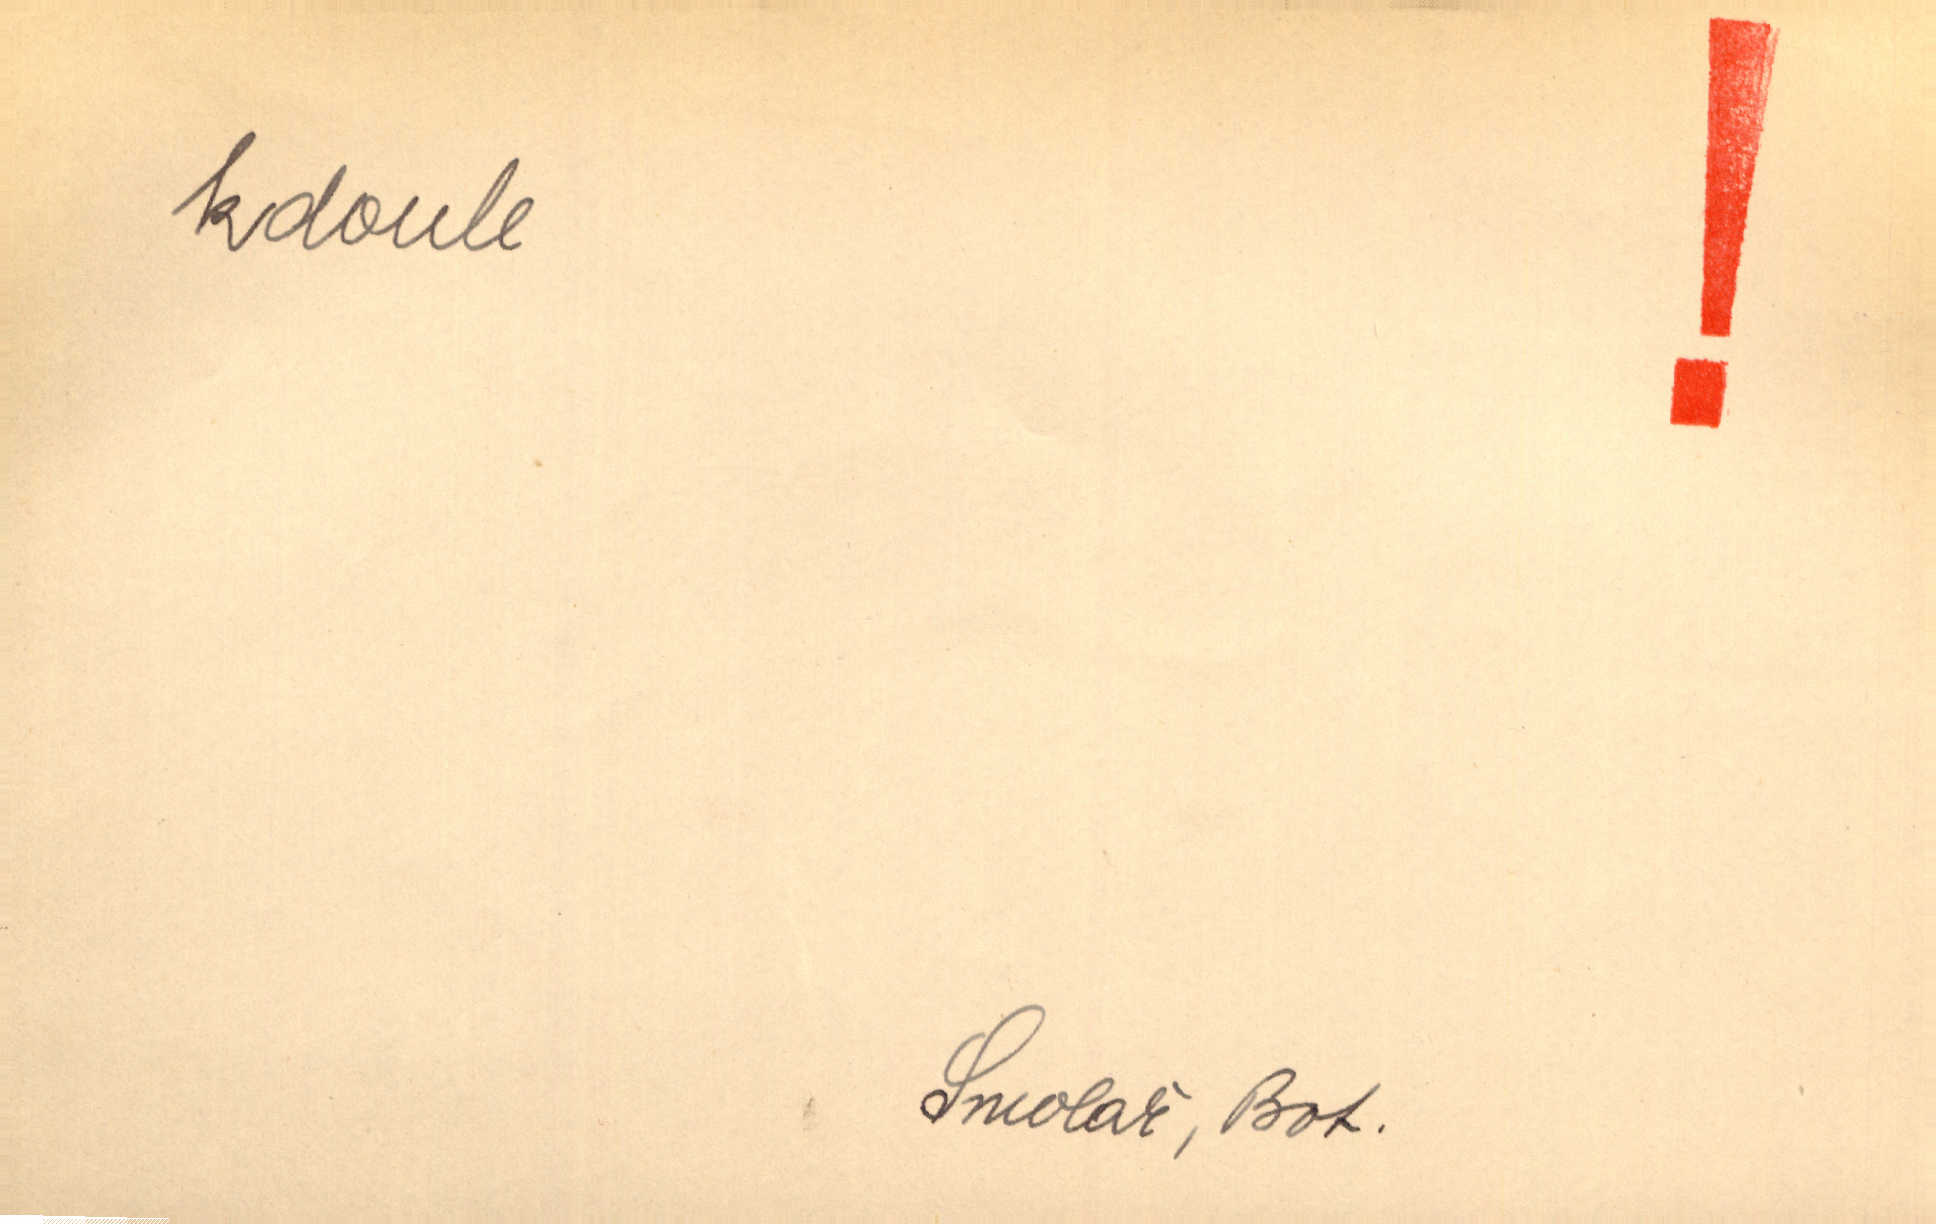 kdoule
!
Smolař, Bot.